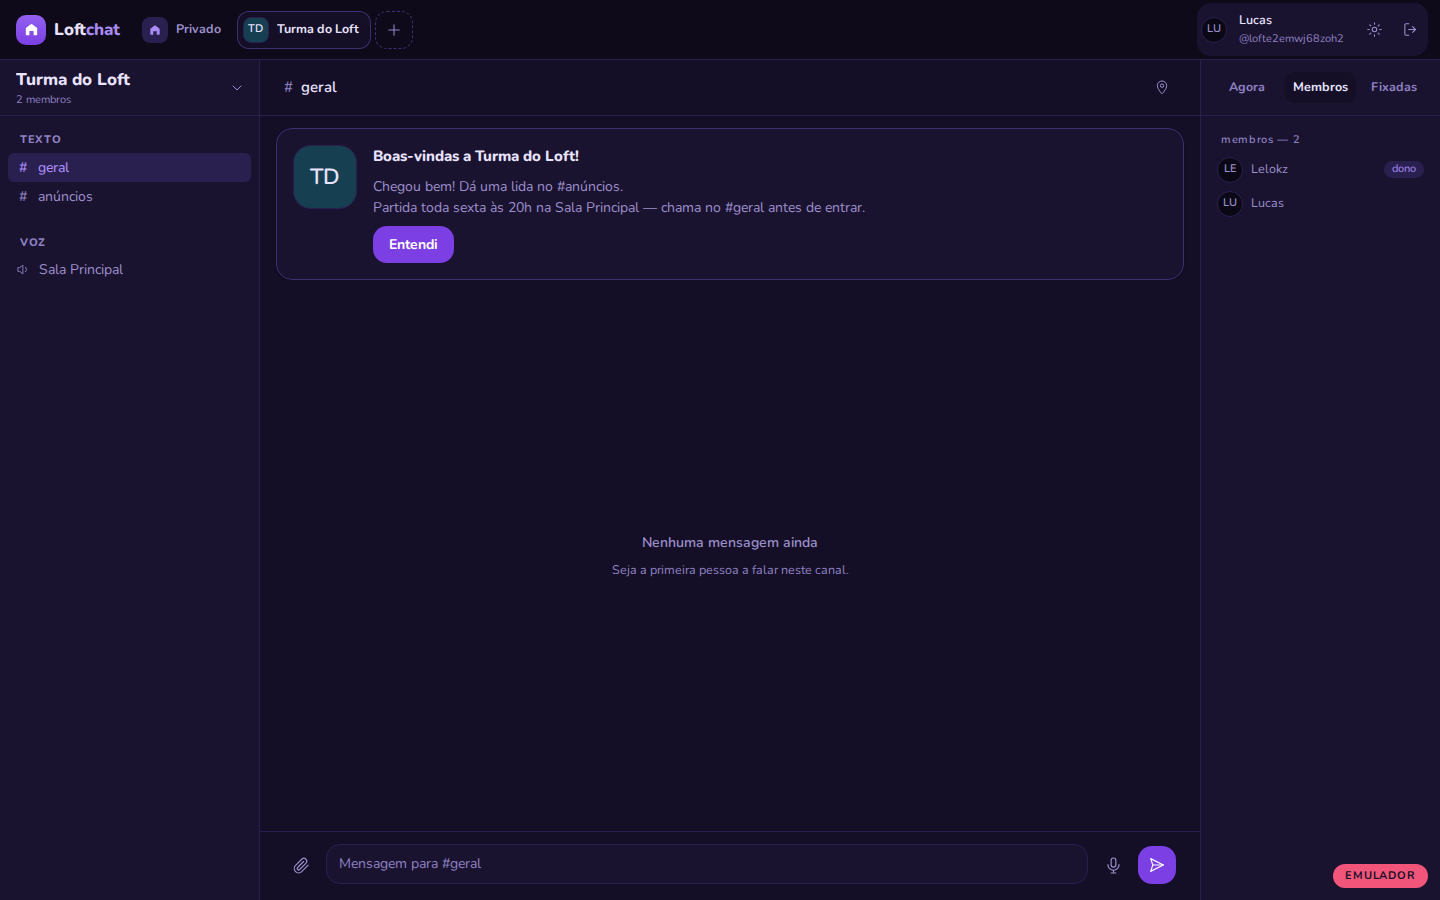 Loftchat
Privado
TD
Turma do Loft
LU
Lucas
@lofte2emwj68zoh2
Turma do Loft
2 membros
TEXTO
# geral
# anúncios
VOZ
Sala Principal
# geral
TD
Boas-vindas a Turma do Loft!
Chegou bem! Dá uma lida no #anúncios.
Partida toda sexta às 20h na Sala Principal — chama no #geral antes de entrar.
Entendi
Nenhuma mensagem ainda
Seja a primeira pessoa a falar neste canal.
Mensagem para #geral
Agora
Membros
Fixadas
membros — 2
LE
Lelokz
dono
LU
Lucas
EMULADOR